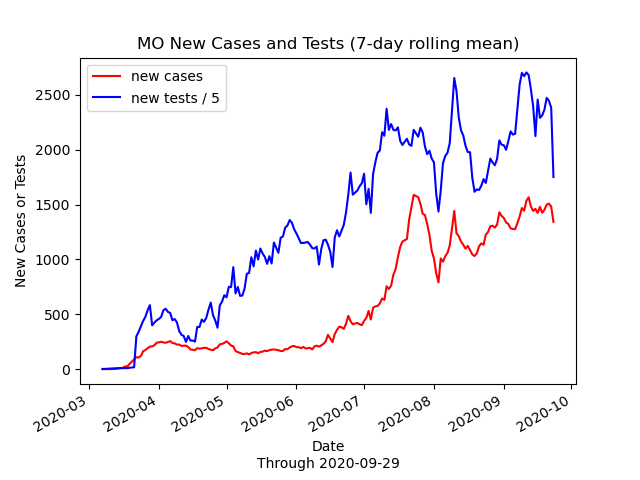 MO New Cases and Tests (7-day rolling mean)
new cases
new tests / 5
New Cases or Tests
2500
2000
1500
1000
500
0
2020-03
2020-04
2020-05
2020-06
2020-07
2020-08
2020-09
2020-10
Date
Through 2020-09-29